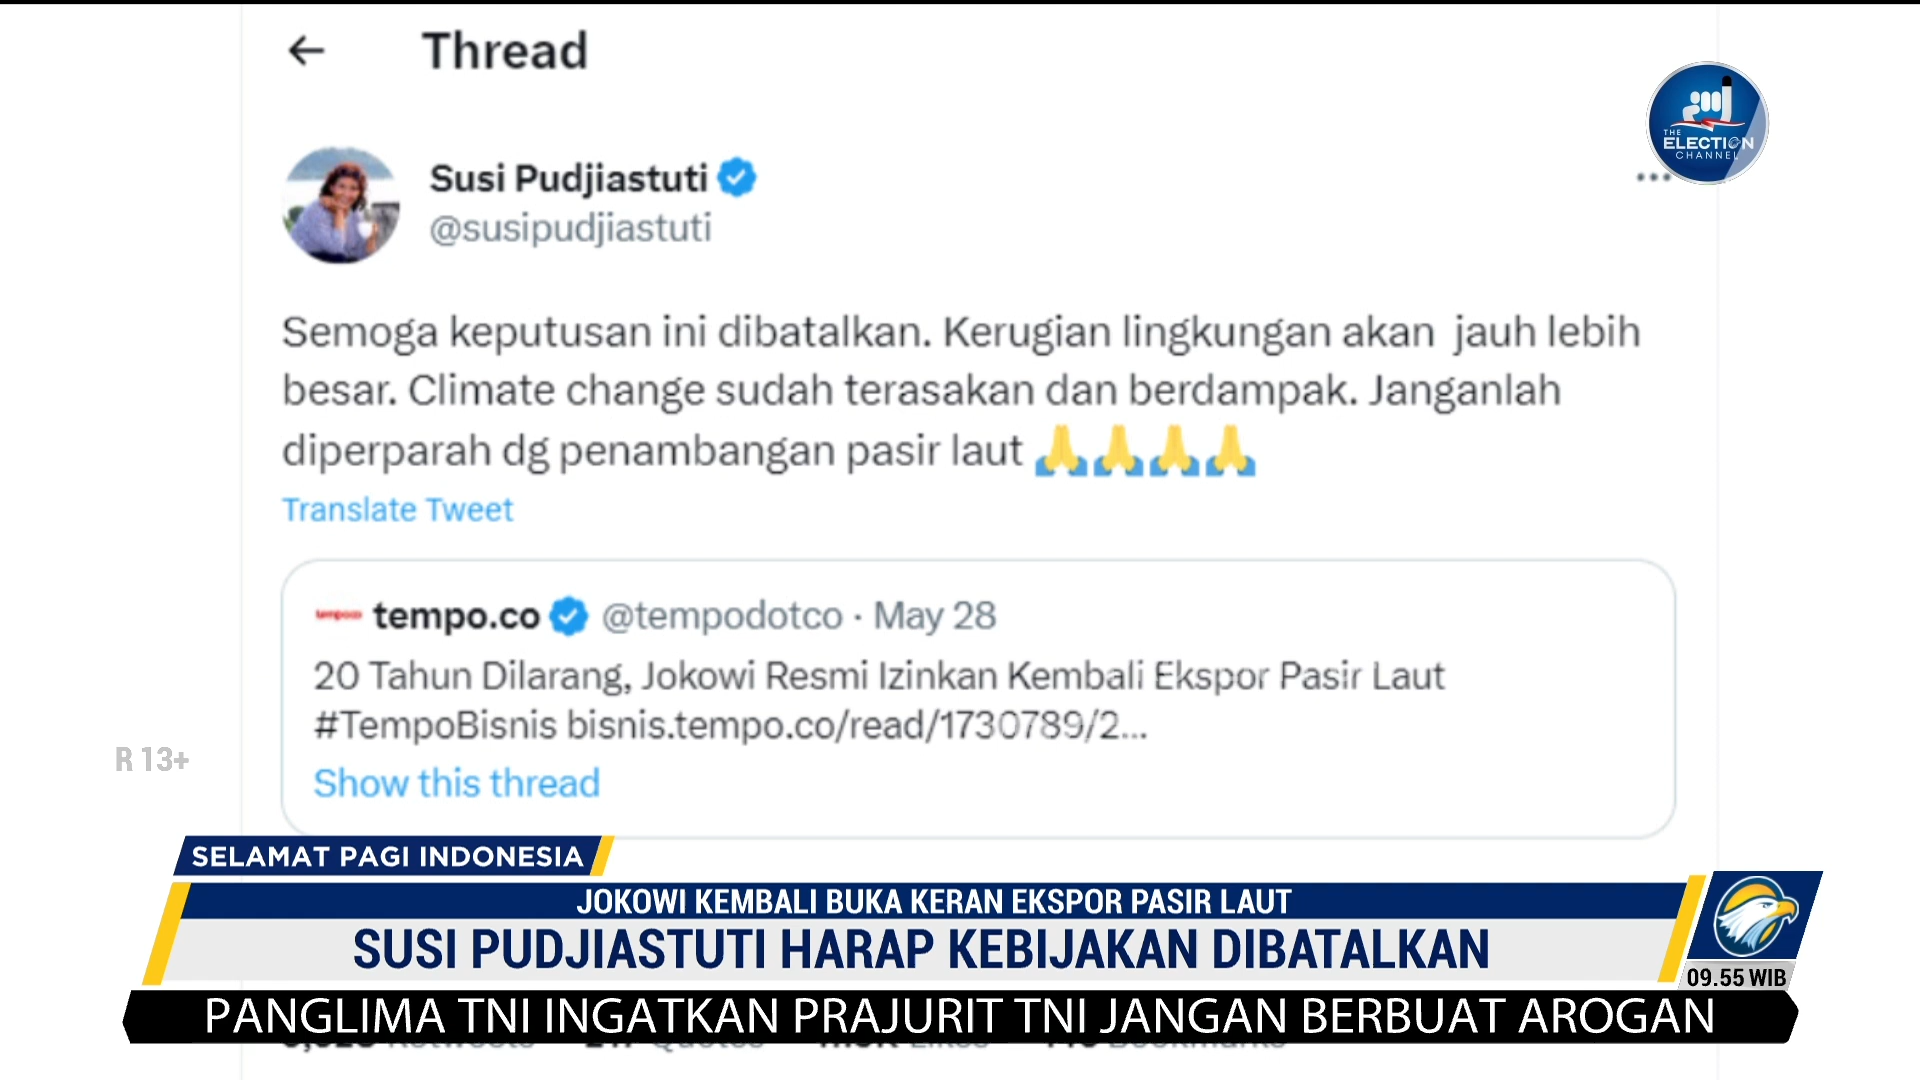 Thread
THE
ELECTION
CHANNEL
Susi Pudjiastuti
@susipudjiastuti
Semoga keputusan ini dibatalkan. Kerugian lingkungan akan jauh lebih
besar. Climate change sudah terasakan dan berdampak. Janganlah
diperparah dg penambangan pasir laut 🙏🙏🙏🙏
Translate Tweet
tempo.co @tempodotco · May 28
20 Tahun Dilarang, Jokowi Resmi Izinkan Kembali Ekspor Pasir Laut
#TempoBisnis bisnis.tempo.co/read/1730789/2...
Show this thread
R 13+
SELAMAT PAGI INDONESIA
JOKOWI KEMBALI BUKA KERAN EKSPOR PASIR LAUT
SUSI PUDJIASTUTI HARAP KEBIJAKAN DIBATALKAN
09.55 WIB
PANGLIMA TNI INGATKAN PRAJURIT TNI JANGAN BERBUAT AROGAN